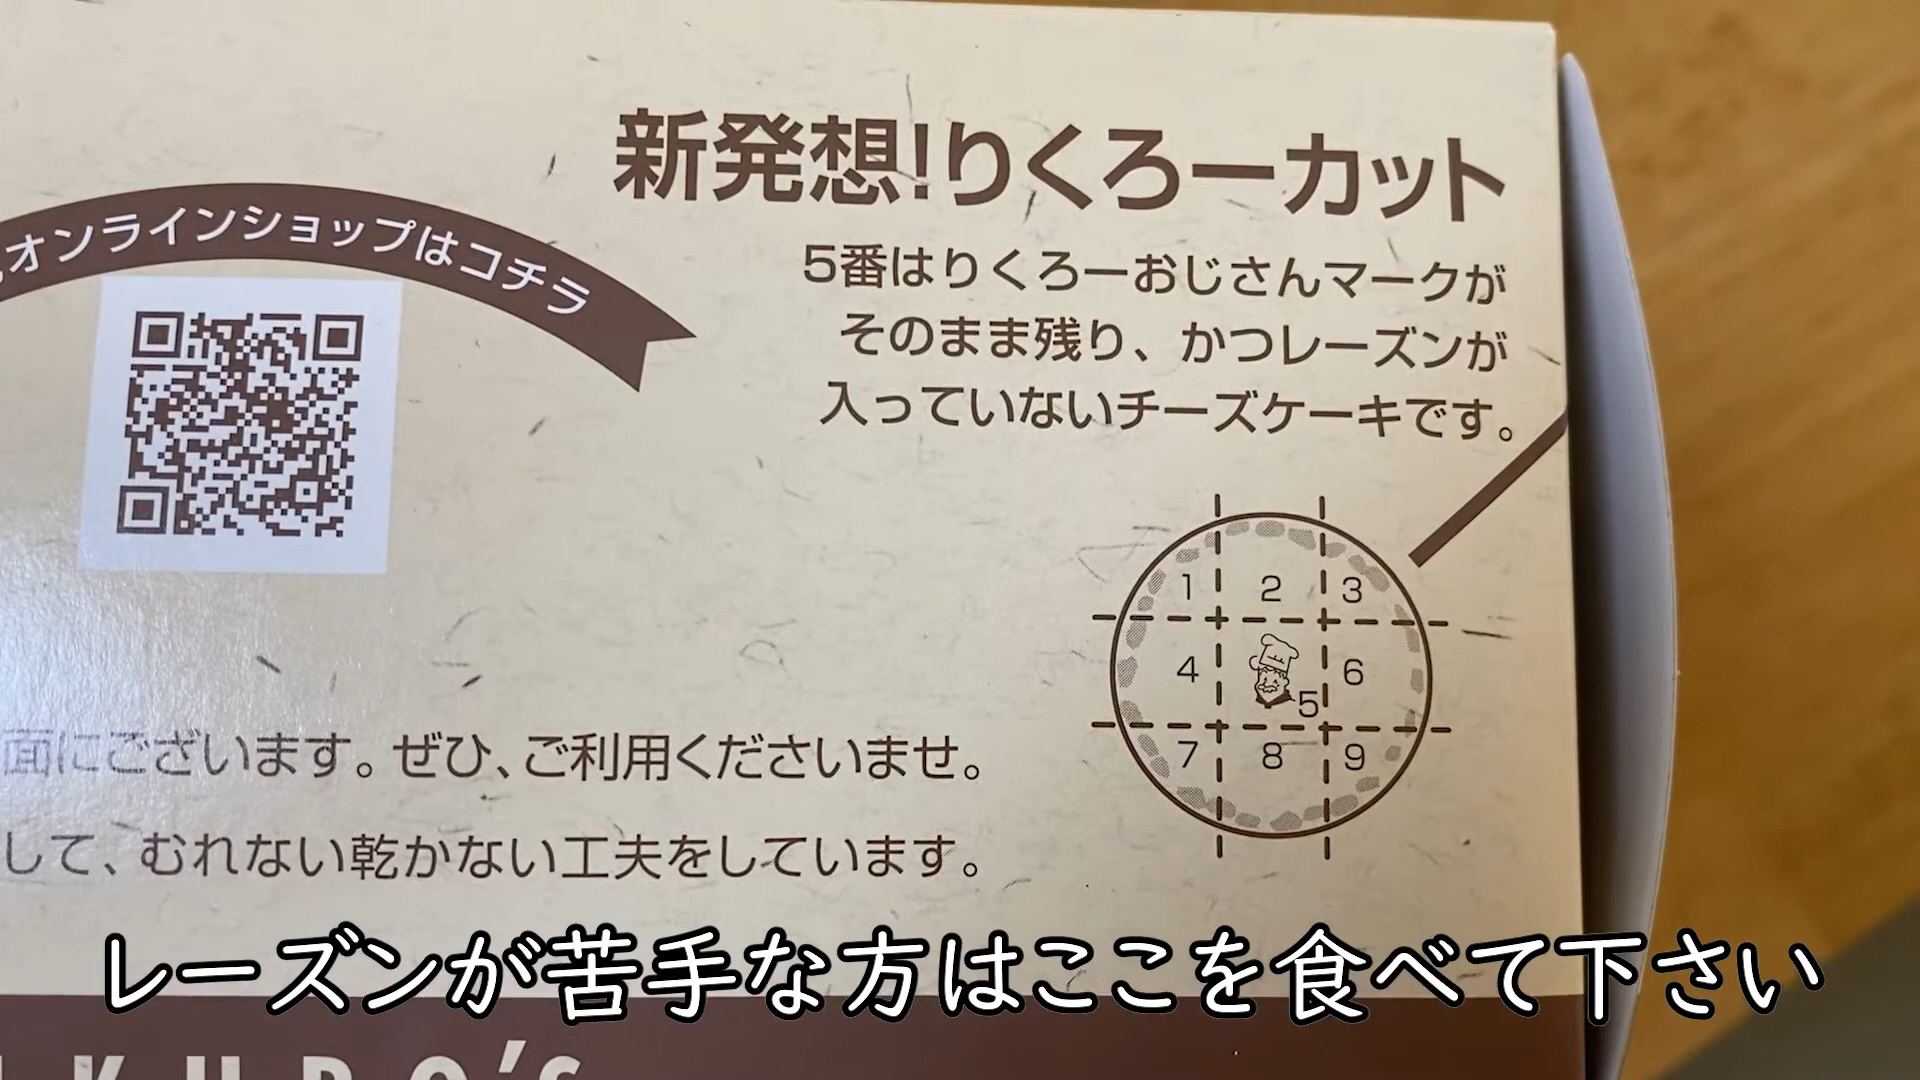 新発想!りくろーカット
オンラインショップはコチラ
5番はりくろーおじさんマークが
そのまま残り、かつレーズンが
入っていないチーズケーキです。
1 2 3
4 5 6
7 8 9
面にございます。ぜひ、ご利用くださいませ。
して、むれない乾かない工夫をしています。
レーズンが苦手な方はここを食べて下さい
KURO's